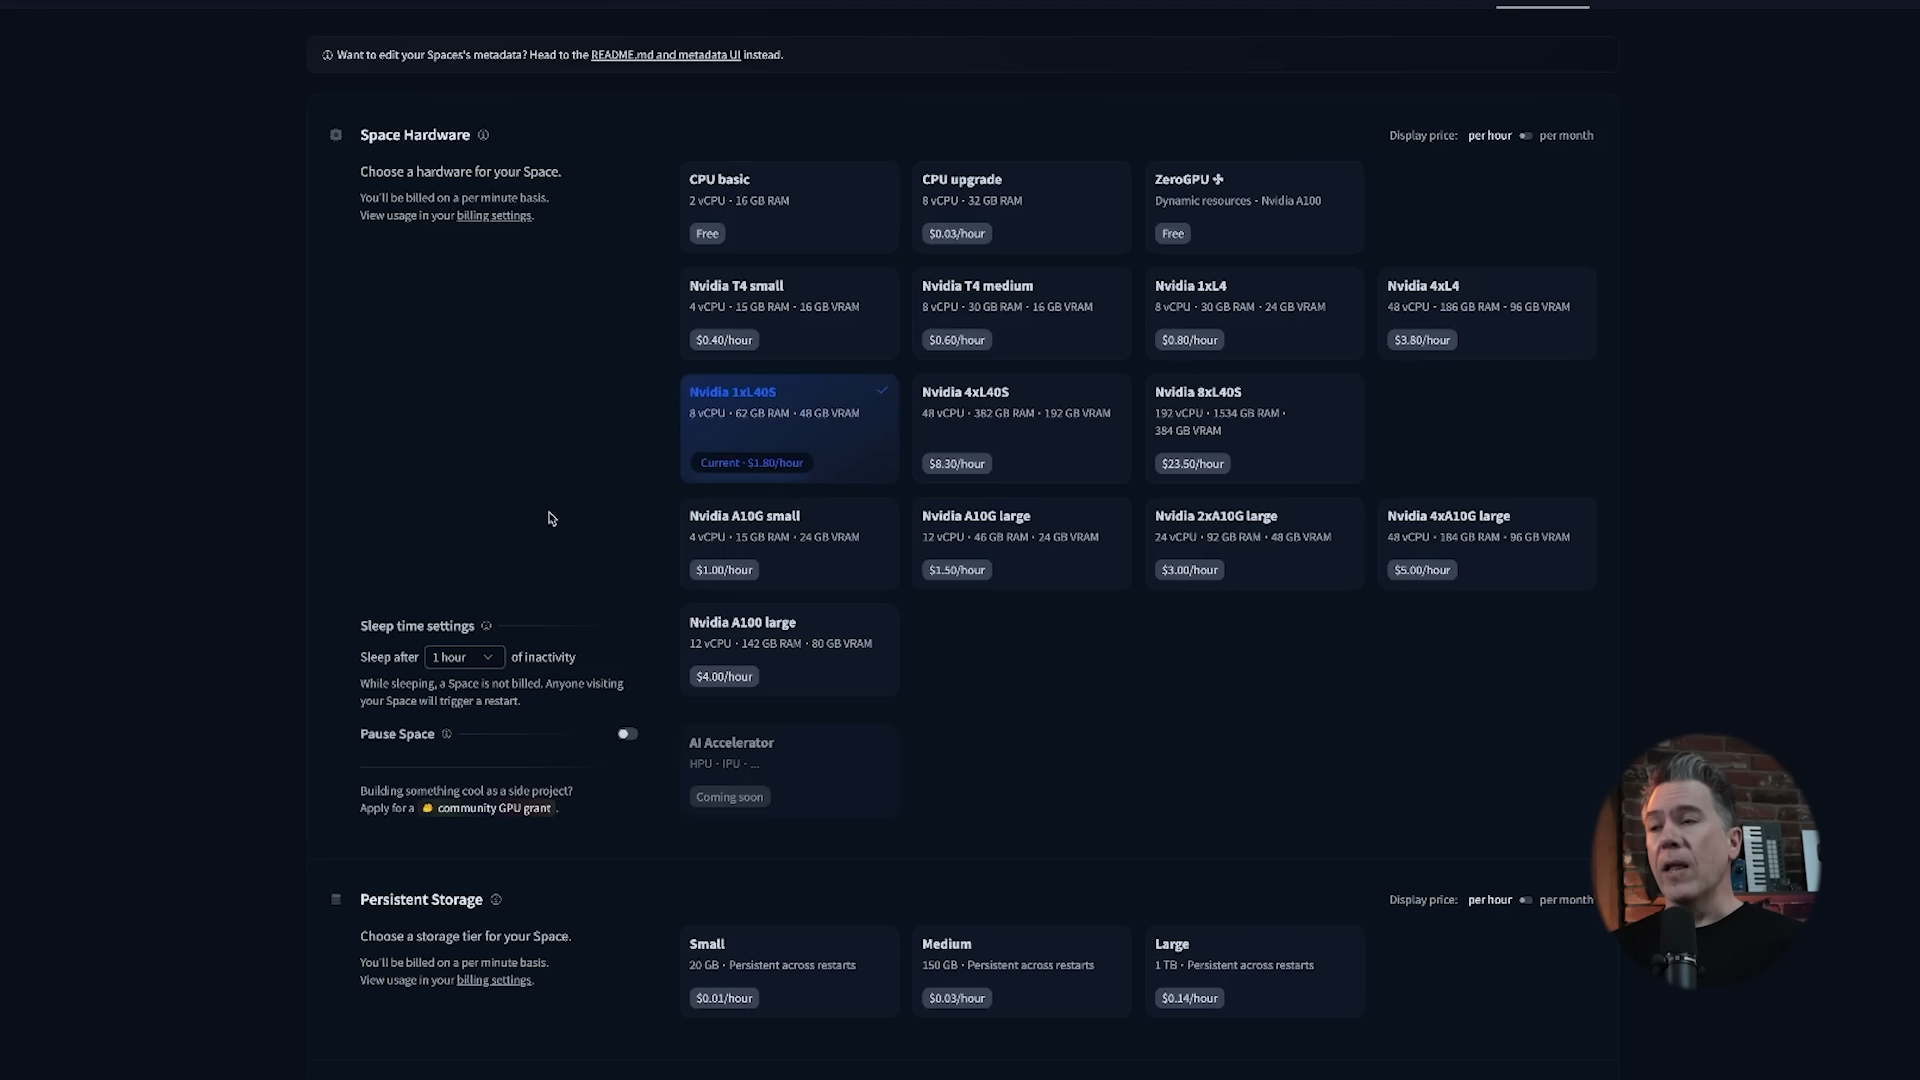 Want to edit your Spaces's metadata? Head to the README.md and metadata UI instead.
Space Hardware
Display price: per hour per month
Choose a hardware for your Space.
You'll be billed on a per minute basis.
View usage in your billing settings.
CPU basic
2 vCPU · 16 GB RAM
Free
CPU upgrade
8 vCPU · 32 GB RAM
$0.03/hour
ZeroGPU
Dynamic resources · Nvidia A100
Free
Nvidia T4 small
4 vCPU · 15 GB RAM · 16 GB VRAM
$0.40/hour
Nvidia T4 medium
8 vCPU · 30 GB RAM · 16 GB VRAM
$0.60/hour
Nvidia 1xL4
8 vCPU · 30 GB RAM · 24 GB VRAM
$0.80/hour
Nvidia 4xL4
48 vCPU · 186 GB RAM · 96 GB VRAM
$3.80/hour
Nvidia 1xL40S
8 vCPU · 62 GB RAM · 48 GB VRAM
Current · $1.80/hour
Nvidia 4xL40S
48 vCPU · 382 GB RAM · 192 GB VRAM
$8.30/hour
Nvidia 8xL40S
192 vCPU · 1534 GB RAM ·
384 GB VRAM
$23.50/hour
Nvidia A10G small
4 vCPU · 15 GB RAM · 24 GB VRAM
$1.00/hour
Nvidia A10G large
12 vCPU · 46 GB RAM · 24 GB VRAM
$1.50/hour
Nvidia 2xA10G large
24 vCPU · 92 GB RAM · 48 GB VRAM
$3.00/hour
Nvidia 4xA10G large
48 vCPU · 184 GB RAM · 96 GB VRAM
$5.00/hour
Nvidia A100 large
12 vCPU · 142 GB RAM · 80 GB VRAM
$4.00/hour
AI Accelerator
HPU · IPU · ...
Coming soon
Sleep time settings
Sleep after 1 hour of inactivity
While sleeping, a Space is not billed. Anyone visiting
your Space will trigger a restart.
Pause Space
Building something cool as a side project?
Apply for a community GPU grant.
Persistent Storage
Display price: per hour per month
Choose a storage tier for your Space.
You'll be billed on a per minute basis.
View usage in your billing settings.
Small
20 GB · Persistent across restarts
$0.01/hour
Medium
150 GB · Persistent across restarts
$0.03/hour
Large
1 TB · Persistent across restarts
$0.14/hour